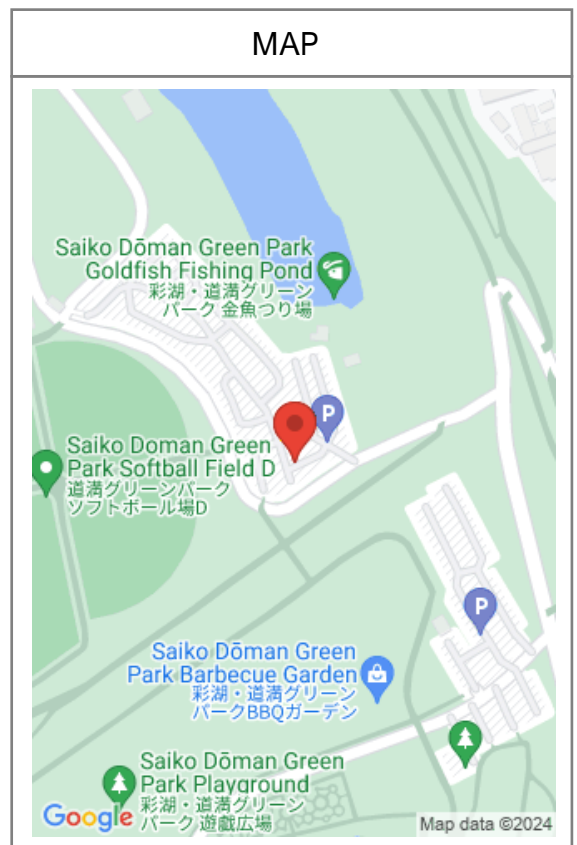 MAP
Saiko Dōman Green Park
Goldfish Fishing Pond
彩湖・道満グリーン
パーク 金魚つり場
P
Saiko Doman Green
Park Softball Field D
道満グリーンパーク
ソフトボール場D
P
Saiko Dōman Green
Park Barbecue Garden
彩湖・道満グリーン
パークBBQガーデン
Saiko Dōman Green
Park Playground
彩湖・道満グリーン
パーク 遊戯広場
Google
Map data ©2024